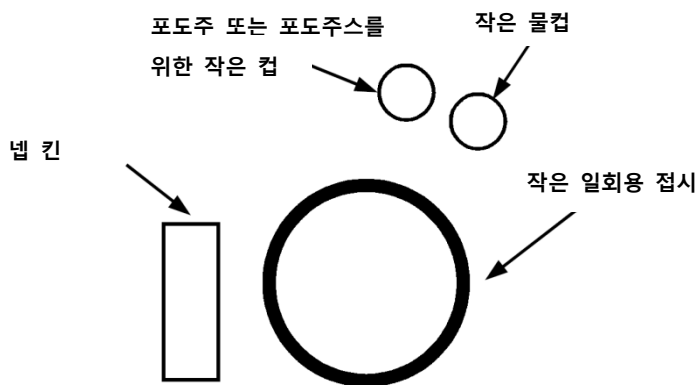 포도주 또는 포도주스를
위한 작은 컵
작은 물컵
넵 킨
작은 일회용 접시